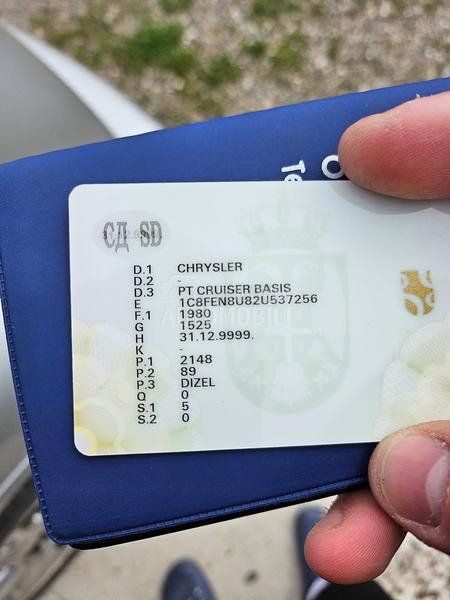 Te
СД SD
D.1 CHRYSLER
D.2 -
D.3 PT CRUISER BASIS
E 1C8FEN8U82U537256
F.1 1980
G 1525
H 31.12.9999.
K -
P.1 2148
P.2 89
P.3 DIZEL
Q 0
S.1 5
S.2 0